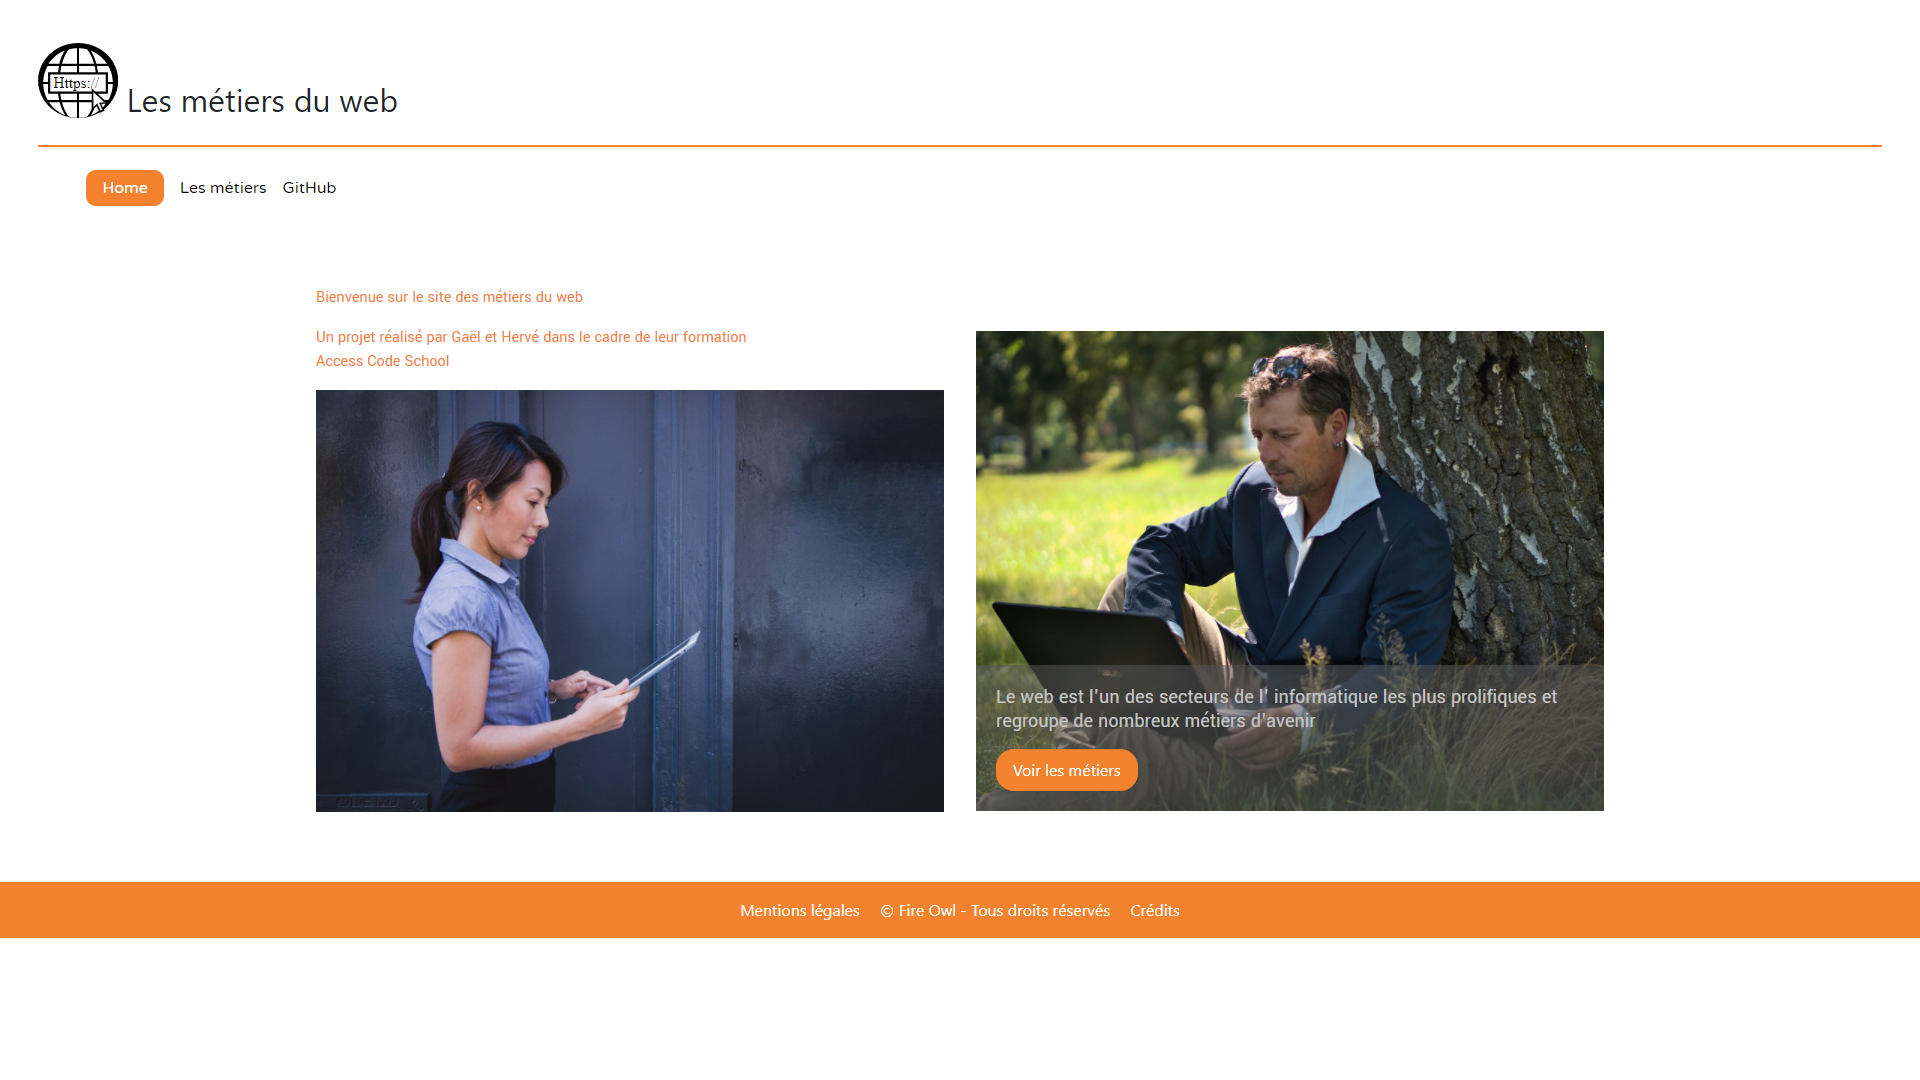 Https://
Les métiers du web
Home Les métiers GitHub
Bienvenue sur le site des métiers du web
Un projet réalisé par Gaël et Hervé dans le cadre de leur formation
Access Code School
Le web est l'un des secteurs de l' informatique les plus prolifiques et
regroupe de nombreux métiers d'avenir
Voir les métiers
Mentions légales © Fire Owl - Tous droits réservés Crédits